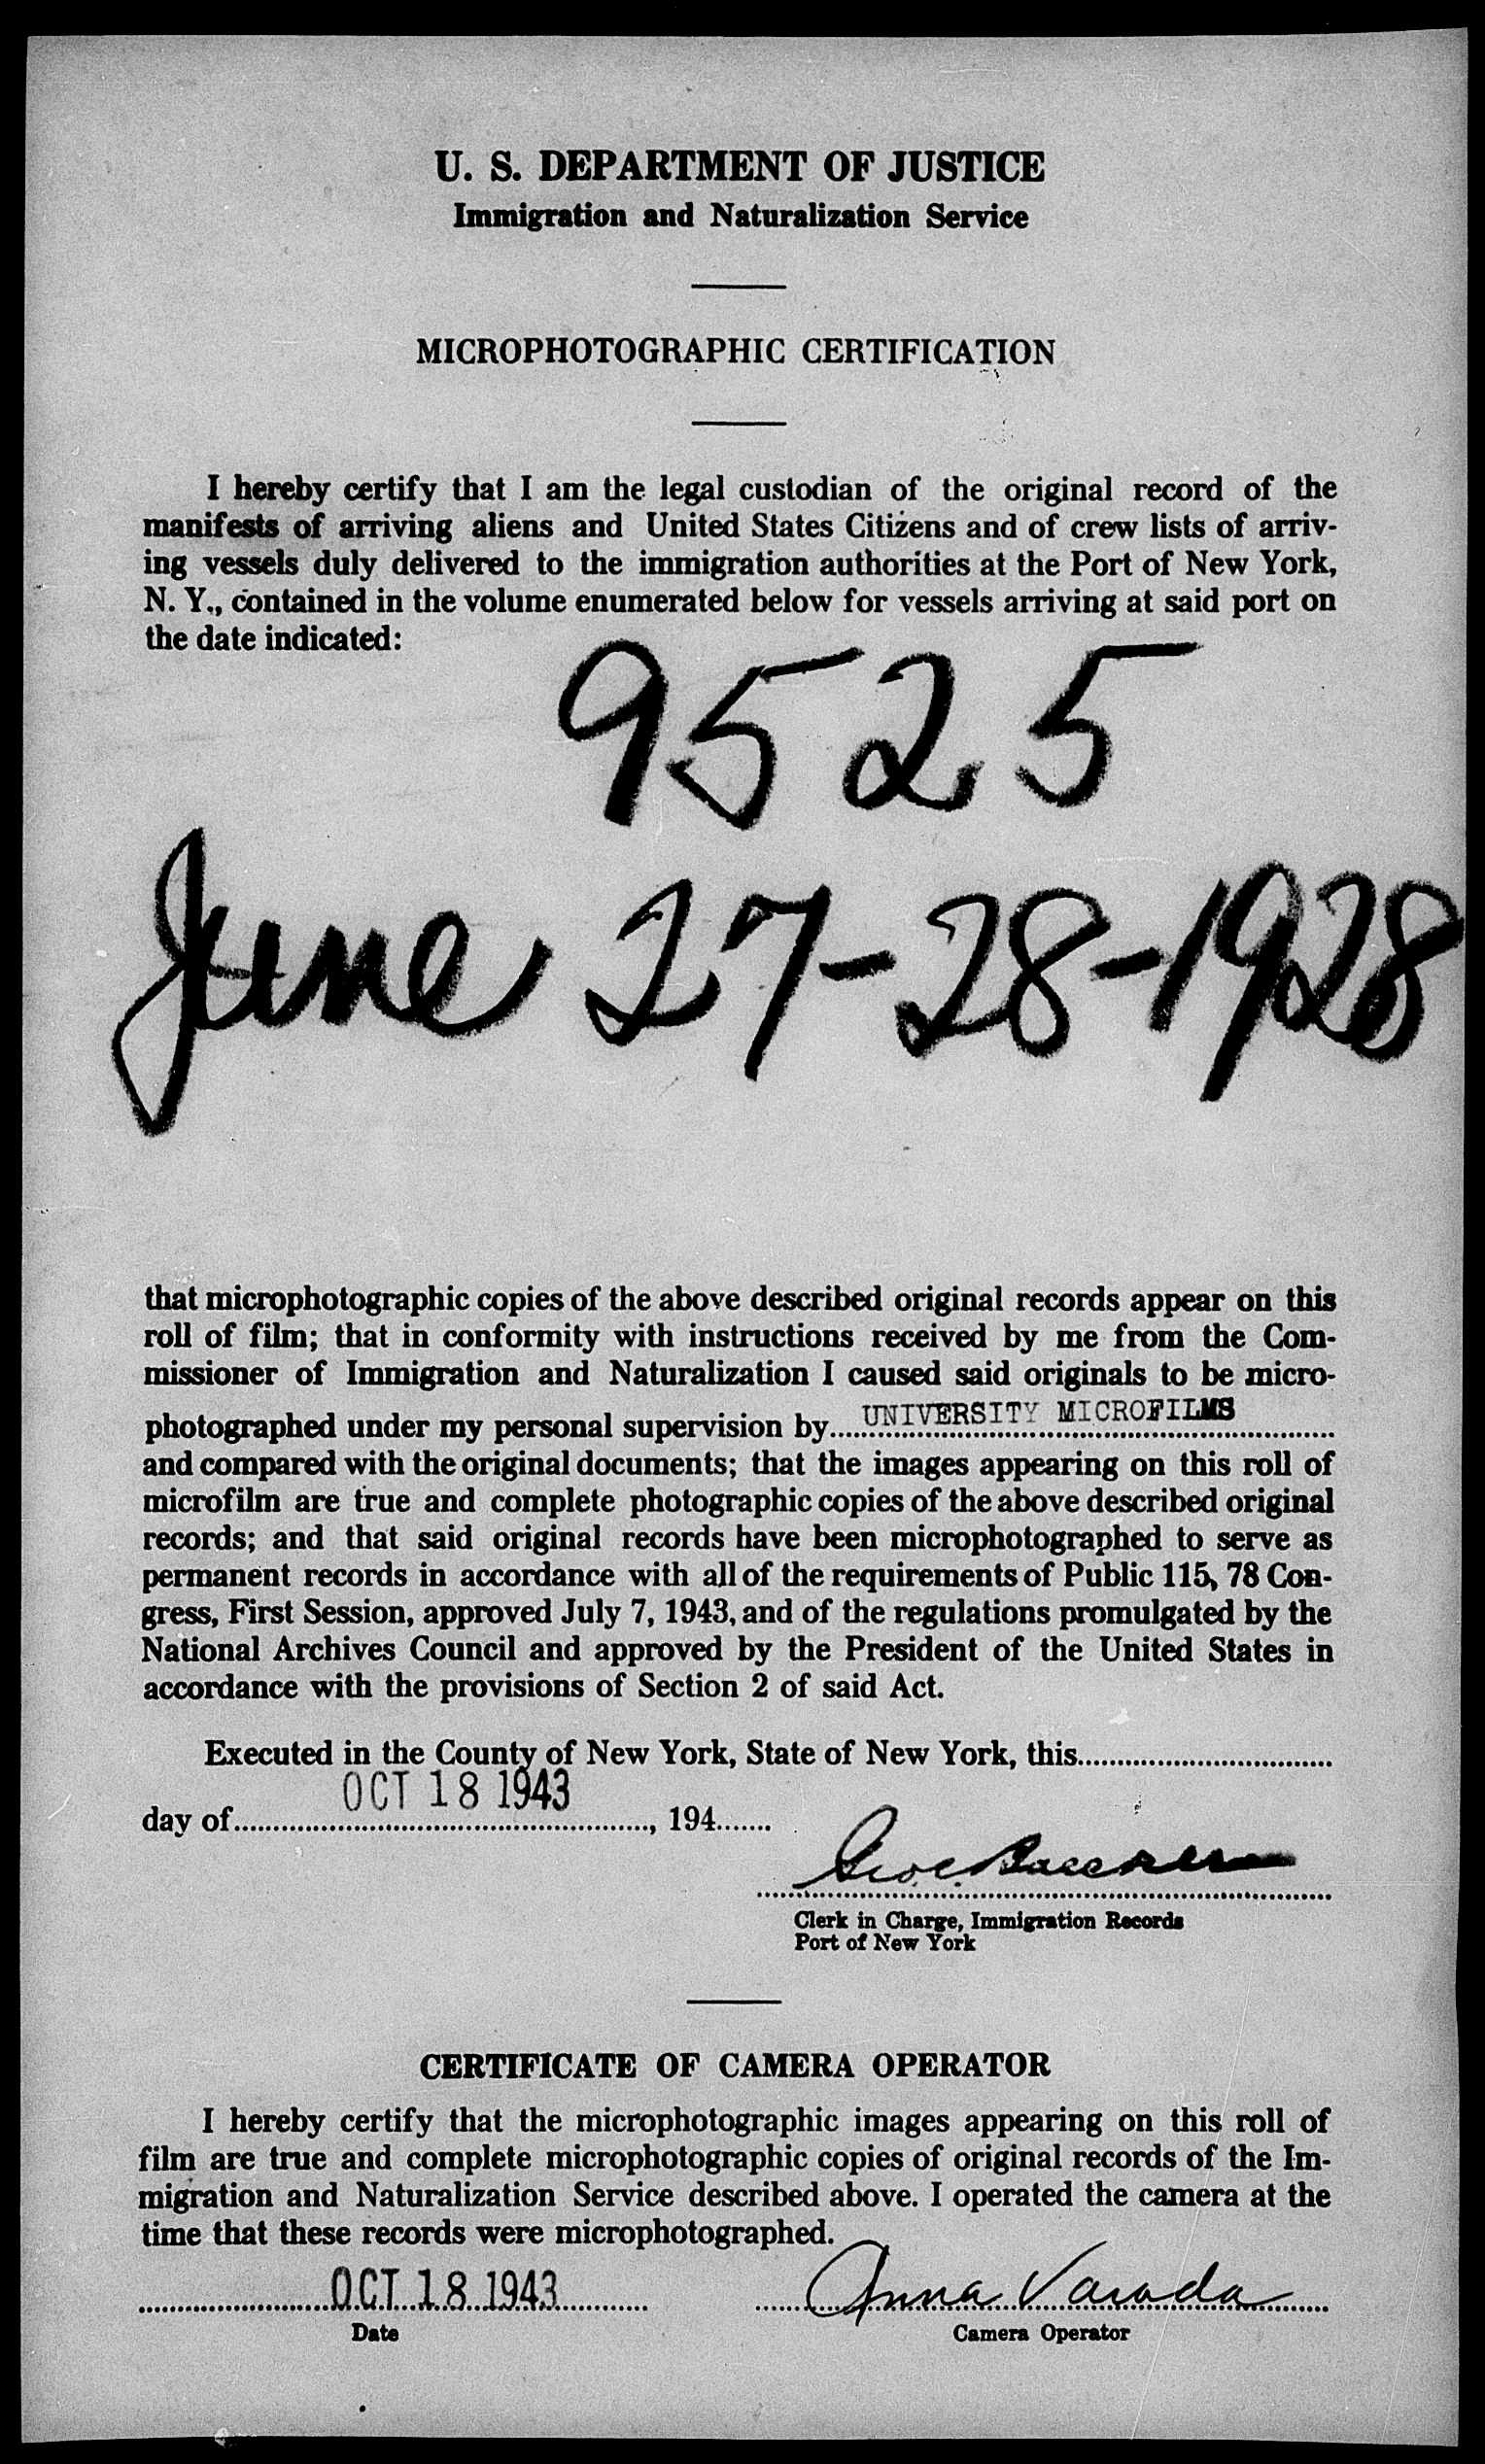 U. S. DEPARTMENT OF JUSTICE
Immigration and Naturalization Service
MICROPHOTOGRAPHIC CERTIFICATION
I hereby certify that I am the legal custodian of the original record of the
manifests of arriving aliens and United States Citizens and of crew lists of arriv-
ing vessels duly delivered to the immigration authorities at the Port of New York,
N. Y., contained in the volume enumerated below for vessels arriving at said port on
the date indicated:
9525
June 27-28-1928
that microphotographic copies of the above described original records appear on this
roll of film; that in conformity with instructions received by me from the Com-
missioner of Immigration and Naturalization I caused said originals to be micro-
photographed under my personal supervision by UNIVERSITY MICROFILMS
and compared with the original documents; that the images appearing on this roll of
microfilm are true and complete photographic copies of the above described original
records; and that said original records have been microphotographed to serve as
permanent records in accordance with all of the requirements of Public 115, 78 Con-
gress, First Session, approved July 7, 1943, and of the regulations promulgated by the
National Archives Council and approved by the President of the United States in
accordance with the provisions of Section 2 of said Act.
Executed in the County of New York, State of New York, this
day of OCT 18 1943, 194
Clerk in Charge, Immigration Records
Port of New York
CERTIFICATE OF CAMERA OPERATOR
I hereby certify that the microphotographic images appearing on this roll of
film are true and complete microphotographic copies of original records of the Im-
migration and Naturalization Service described above. I operated the camera at the
time that these records were microphotographed.
OCT 18 1943 Anna Varada
Date Camera Operator